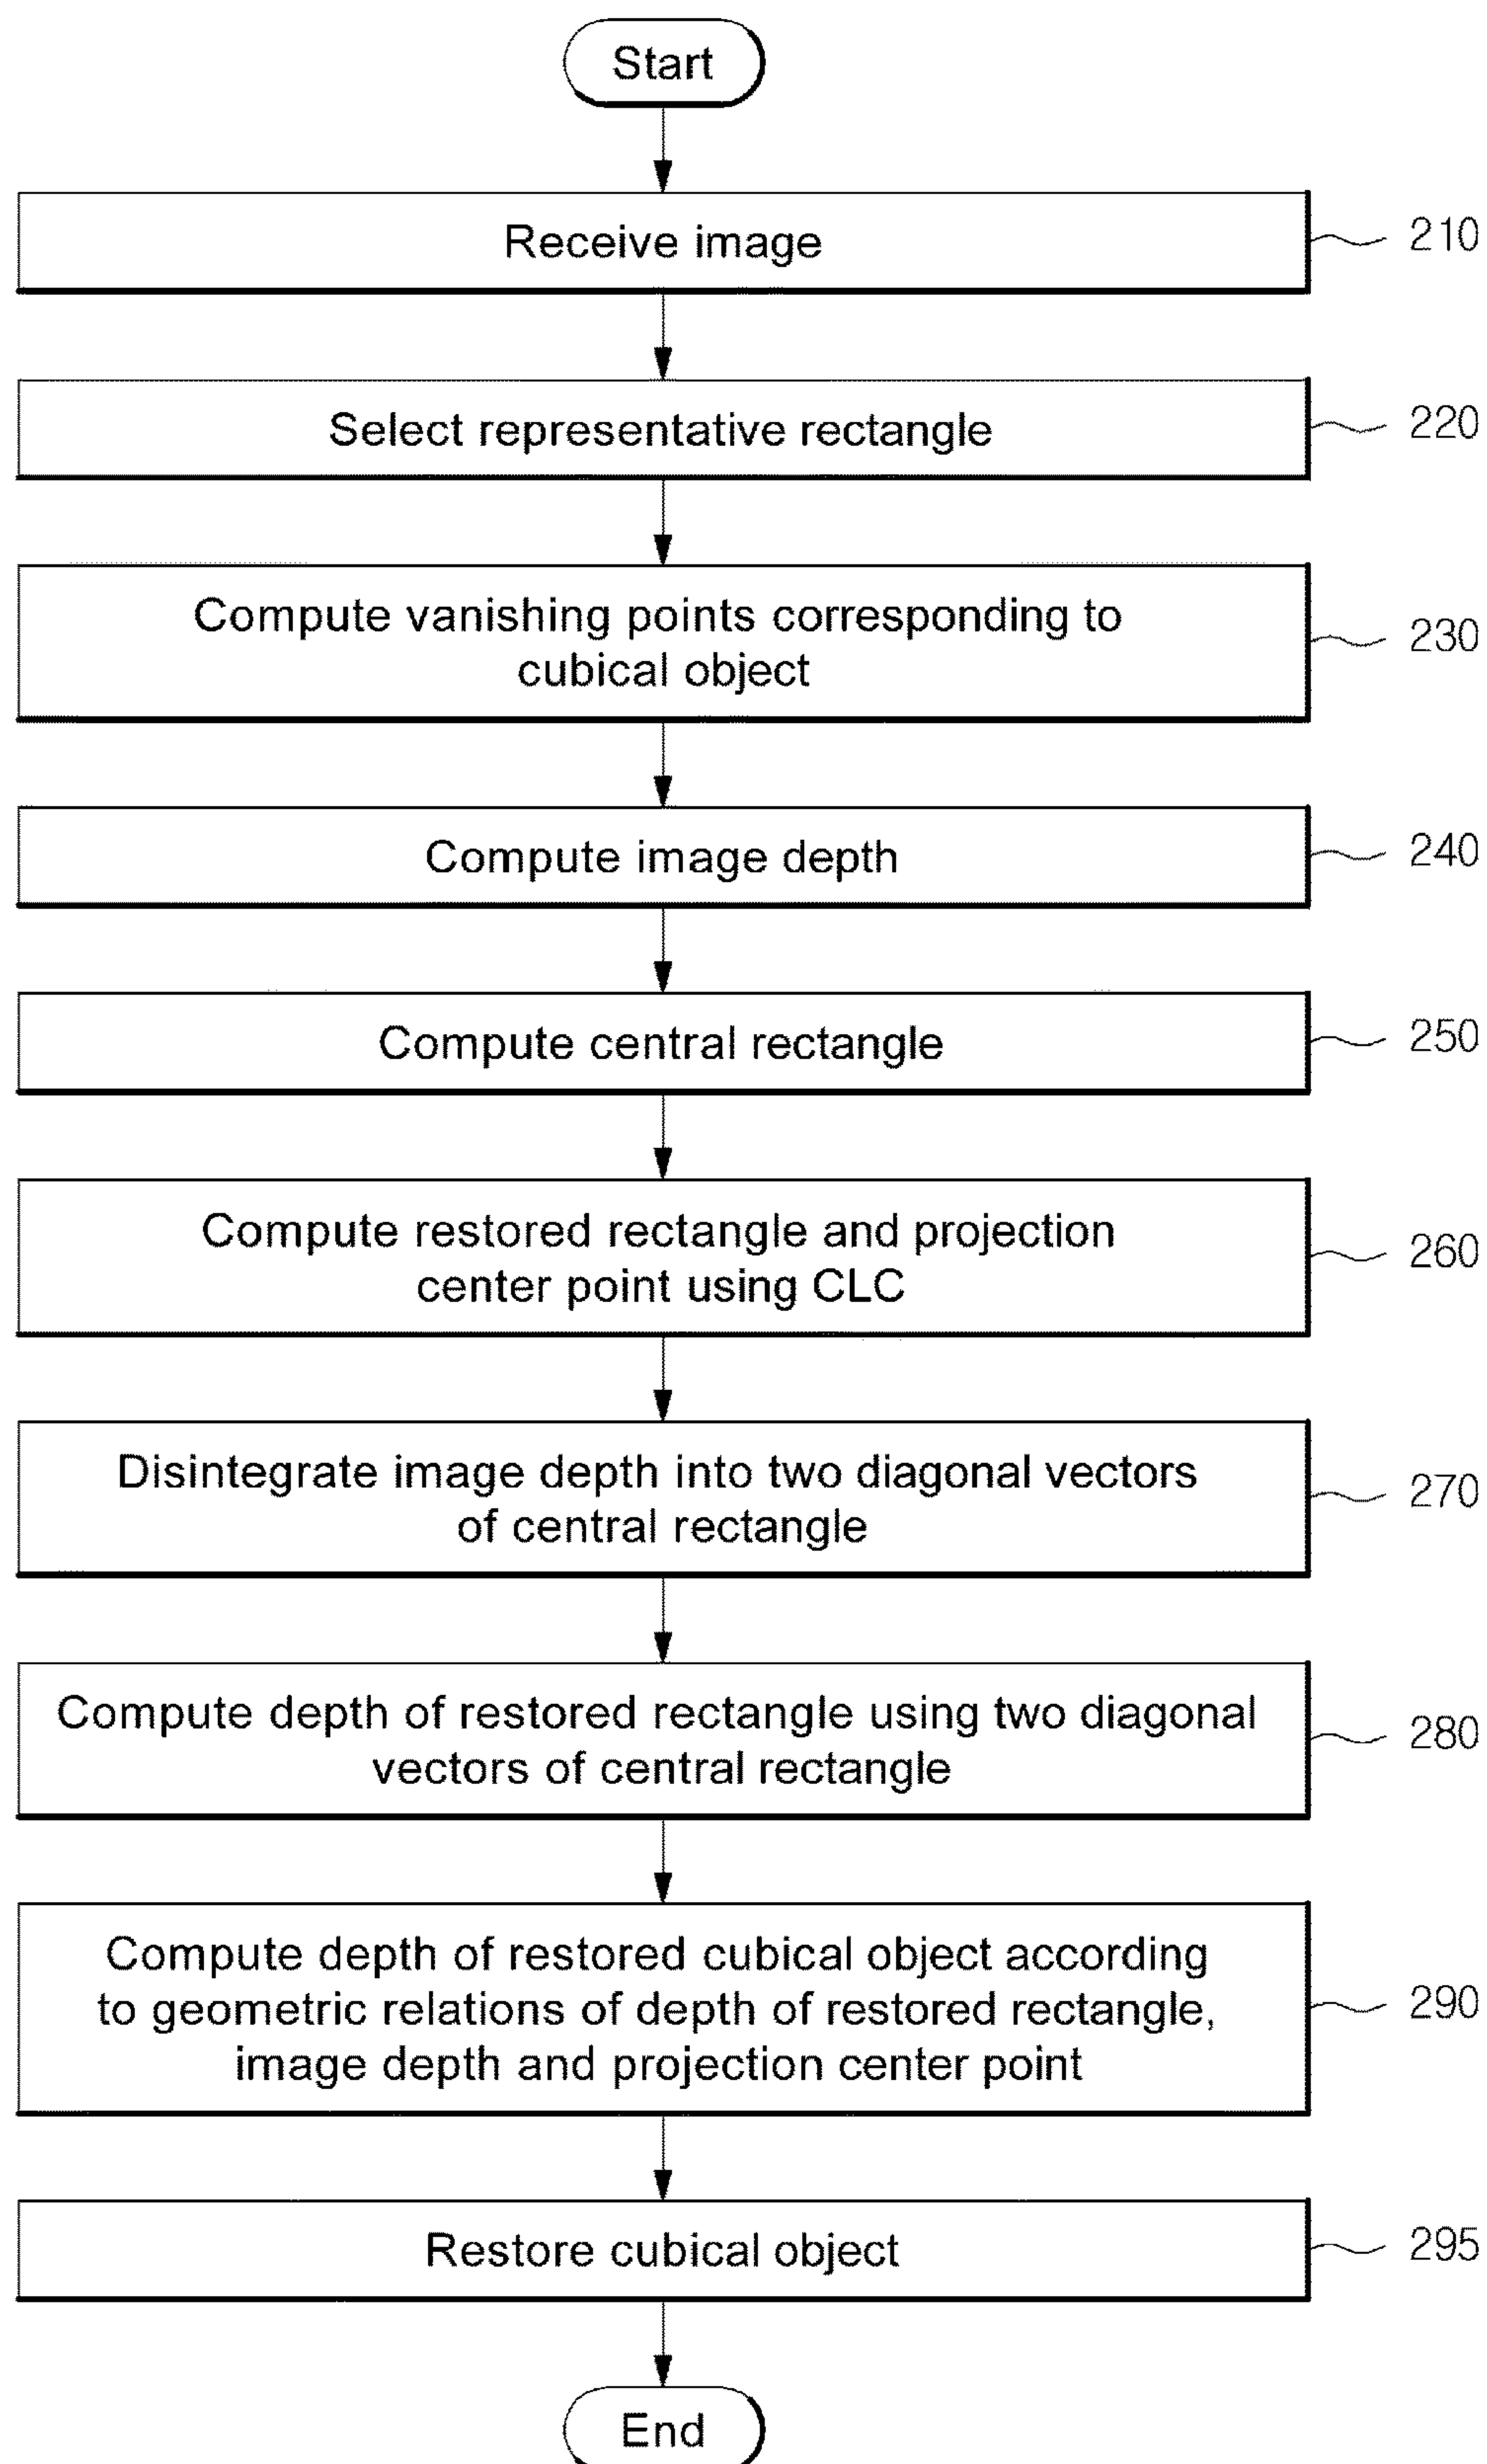 Start
Receive image
210
Select representative rectangle
220
Compute vanishing points corresponding to
cubical object
230
Compute image depth
240
Compute central rectangle
250
Compute restored rectangle and projection
center point using CLC
260
Disintegrate image depth into two diagonal vectors
of central rectangle
270
Compute depth of restored rectangle using two diagonal
vectors of central rectangle
280
Compute depth of restored cubical object according
to geometric relations of depth of restored rectangle,
image depth and projection center point
290
Restore cubical object
295
End